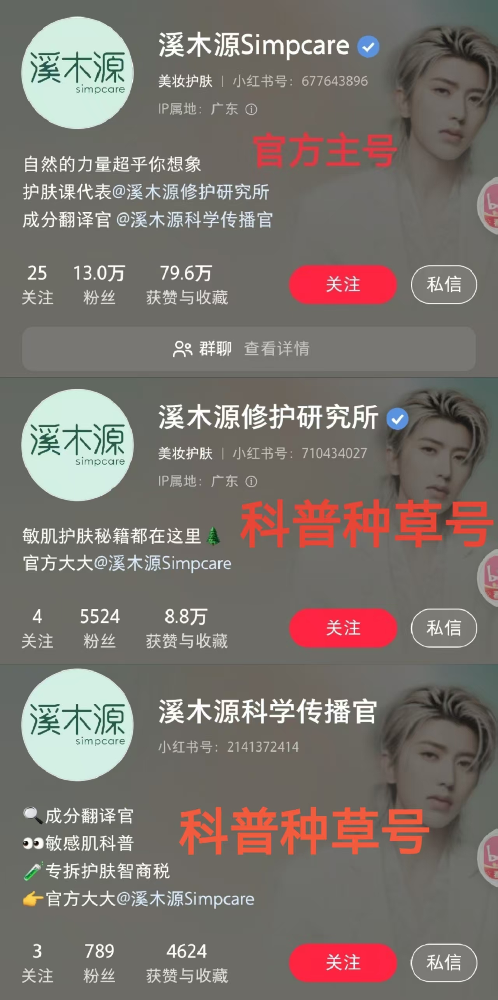 溪木源
simpcare
溪木源Simpcare
美妆护肤 | 小红书号：677643896
IP属地：广东
官方主号
自然的力量超乎你想象
护肤课代表@溪木源修护研究所
成分翻译官 @溪木源科学传播官
25 13.0万 79.6万
关注 粉丝 获赞与收藏
关注 私信
群聊 查看详情
溪木源
simpcare
溪木源修护研究所
美妆护肤 | 小红书号：710434027
IP属地：广东
科普种草号
敏肌护肤秘籍都在这里🌲
官方大大@溪木源Simpcare
4 5524 8.8万
关注 粉丝 获赞与收藏
关注 私信
溪木源
simpcare
溪木源科学传播官
小红书号：2141372414
科普种草号
🔍成分翻译官
👀敏感肌科普
🧪专拆护肤智商税
👉官方大大@溪木源Simpcare
3 789 4624
关注 粉丝 获赞与收藏
关注 私信